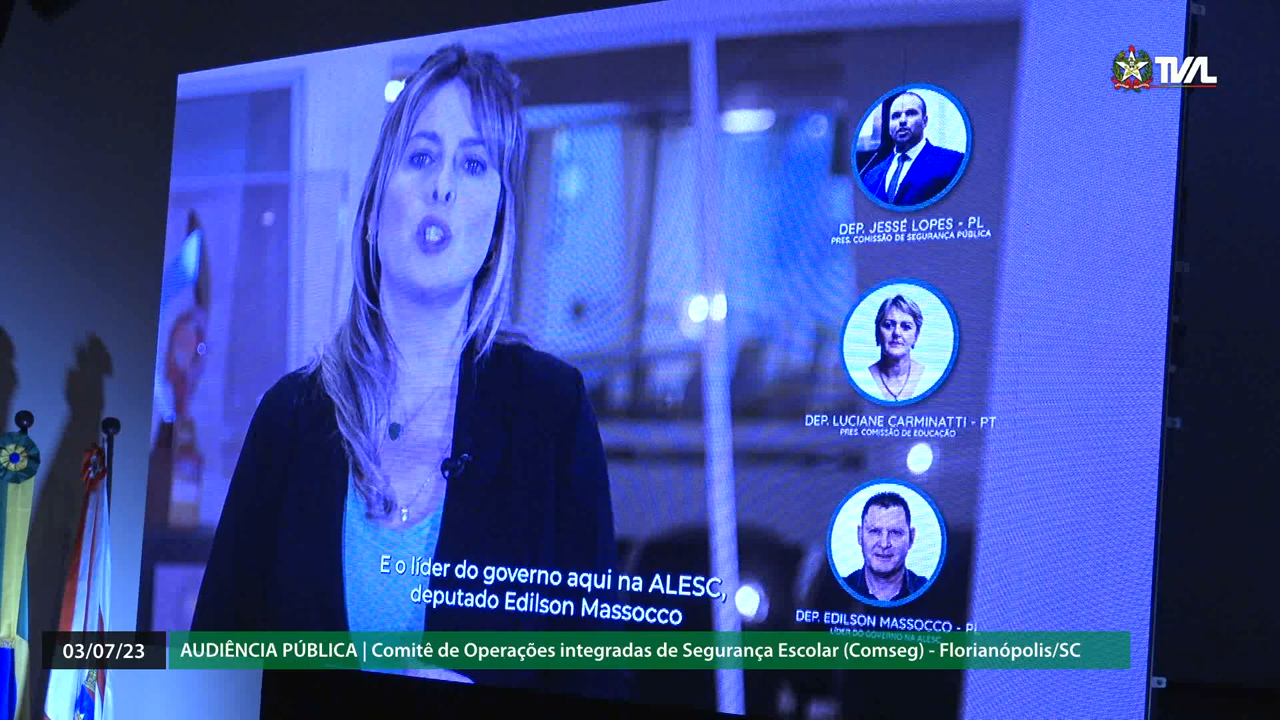 TVAL
DEP. JESSÉ LOPES - PL
PRES. COMISSÃO DE SEGURANÇA PÚBLICA
DEP. LUCIANE CARMINATTI - PT
PRES. COMISSÃO DE EDUCAÇÃO
E o líder do governo aqui na ALESC,
deputado Edilson Massocco
DEP. EDILSON MASSOCCO - PL
LÍDER DO GOVERNO NA ALESC
03/07/23
AUDIÊNCIA PÚBLICA | Comitê de Operações integradas de Segurança Escolar (Comseg) - Florianópolis/SC